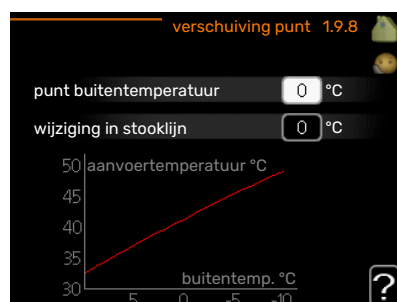 verschuiving punt 1.9.8
punt buitentemperatuur 0 °C
wijziging in stooklijn 0 °C
50 aanvoertemperatuur °C
45
40
35
buitentemp. °C
30
5 0 -5 -10
?